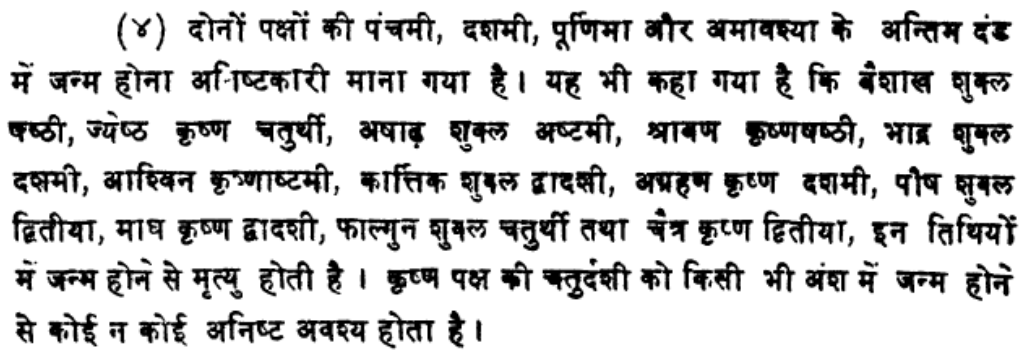 (४) दोनों पक्षों की पंचमी, दशमी, पूर्णिमा और अमावश्या के अन्तिम दंड
में जन्म होना अनिष्टकारी माना गया है। यह भी कहा गया है कि बैशाख शुक्ल
षष्ठी, ज्येष्ठ कृष्ण चतुर्थी, अषाढ़ शुक्ल अष्टमी, श्रावण कृष्णषष्ठी, भाद्र शुक्ल
दसमी, आश्विन कृष्णाष्टमी, कार्त्तिक शुक्ल द्वादशी, अग्रहण कृष्ण दशमी, पौष शुक्ल
द्वितीया, माघ कृष्ण द्वादशी, फाल्गुन शुक्ल चतुर्थी तथा चैत्र कृष्ण द्वितीया, इन तिथियों
में जन्म होने से मृत्यु होती है। कृष्ण पक्ष की चतुर्दशी को किसी भी अंश में जन्म होने
से कोई न कोई अनिष्ट अवश्य होता है।